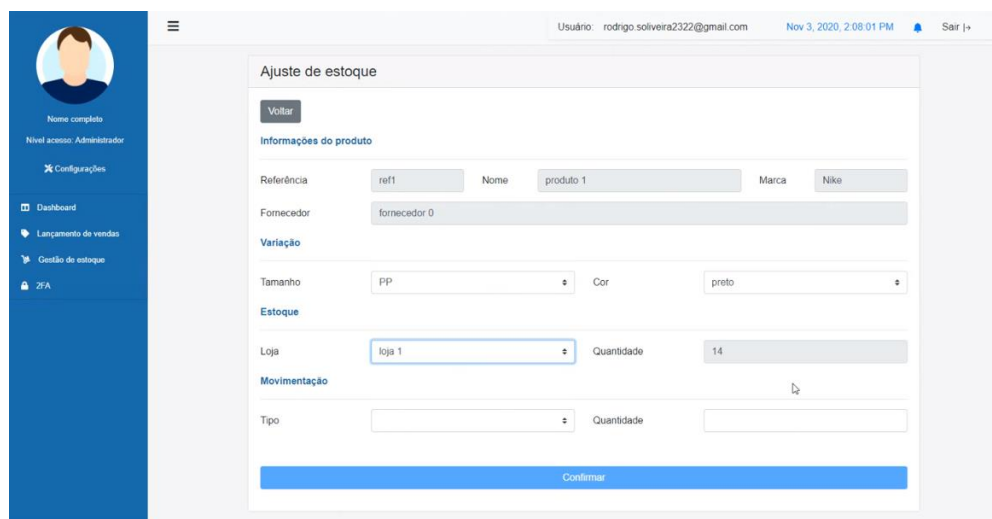 Usuário: rodrigo.soliveira2322@gmail.com Nov 3, 2020, 2:08:01 PM Sair
Nome completo
Nível acesso: Administrador
Configurações
Dashboard
Lançamento de vendas
Gestão de estoque
2FA
Ajuste de estoque
Voltar
Informações do produto
Referência ref1 Nome produto 1 Marca Nike
Fornecedor fornecedor 0
Variação
Tamanho PP Cor preto
Estoque
Loja loja 1 Quantidade 14
Movimentação
Tipo Quantidade
Confirmar